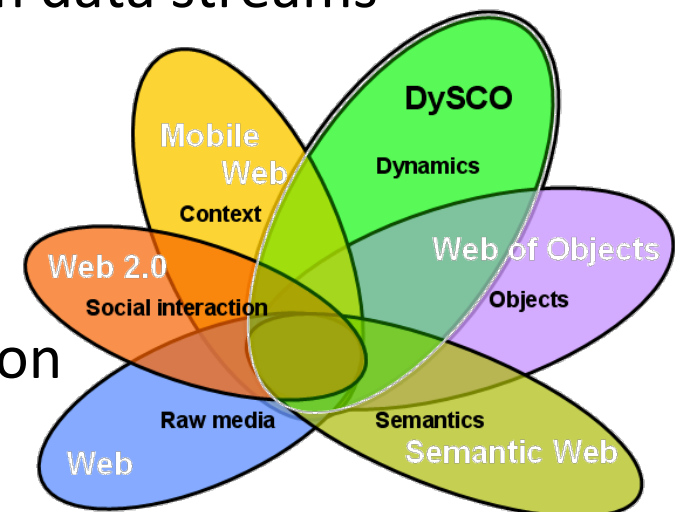 data streams
DySCO
Mobile
Web
Dynamics
Context
Web of Objects
Web 2.0
Objects
Social interaction
on
Raw media
Semantics
Semantic Web
Web